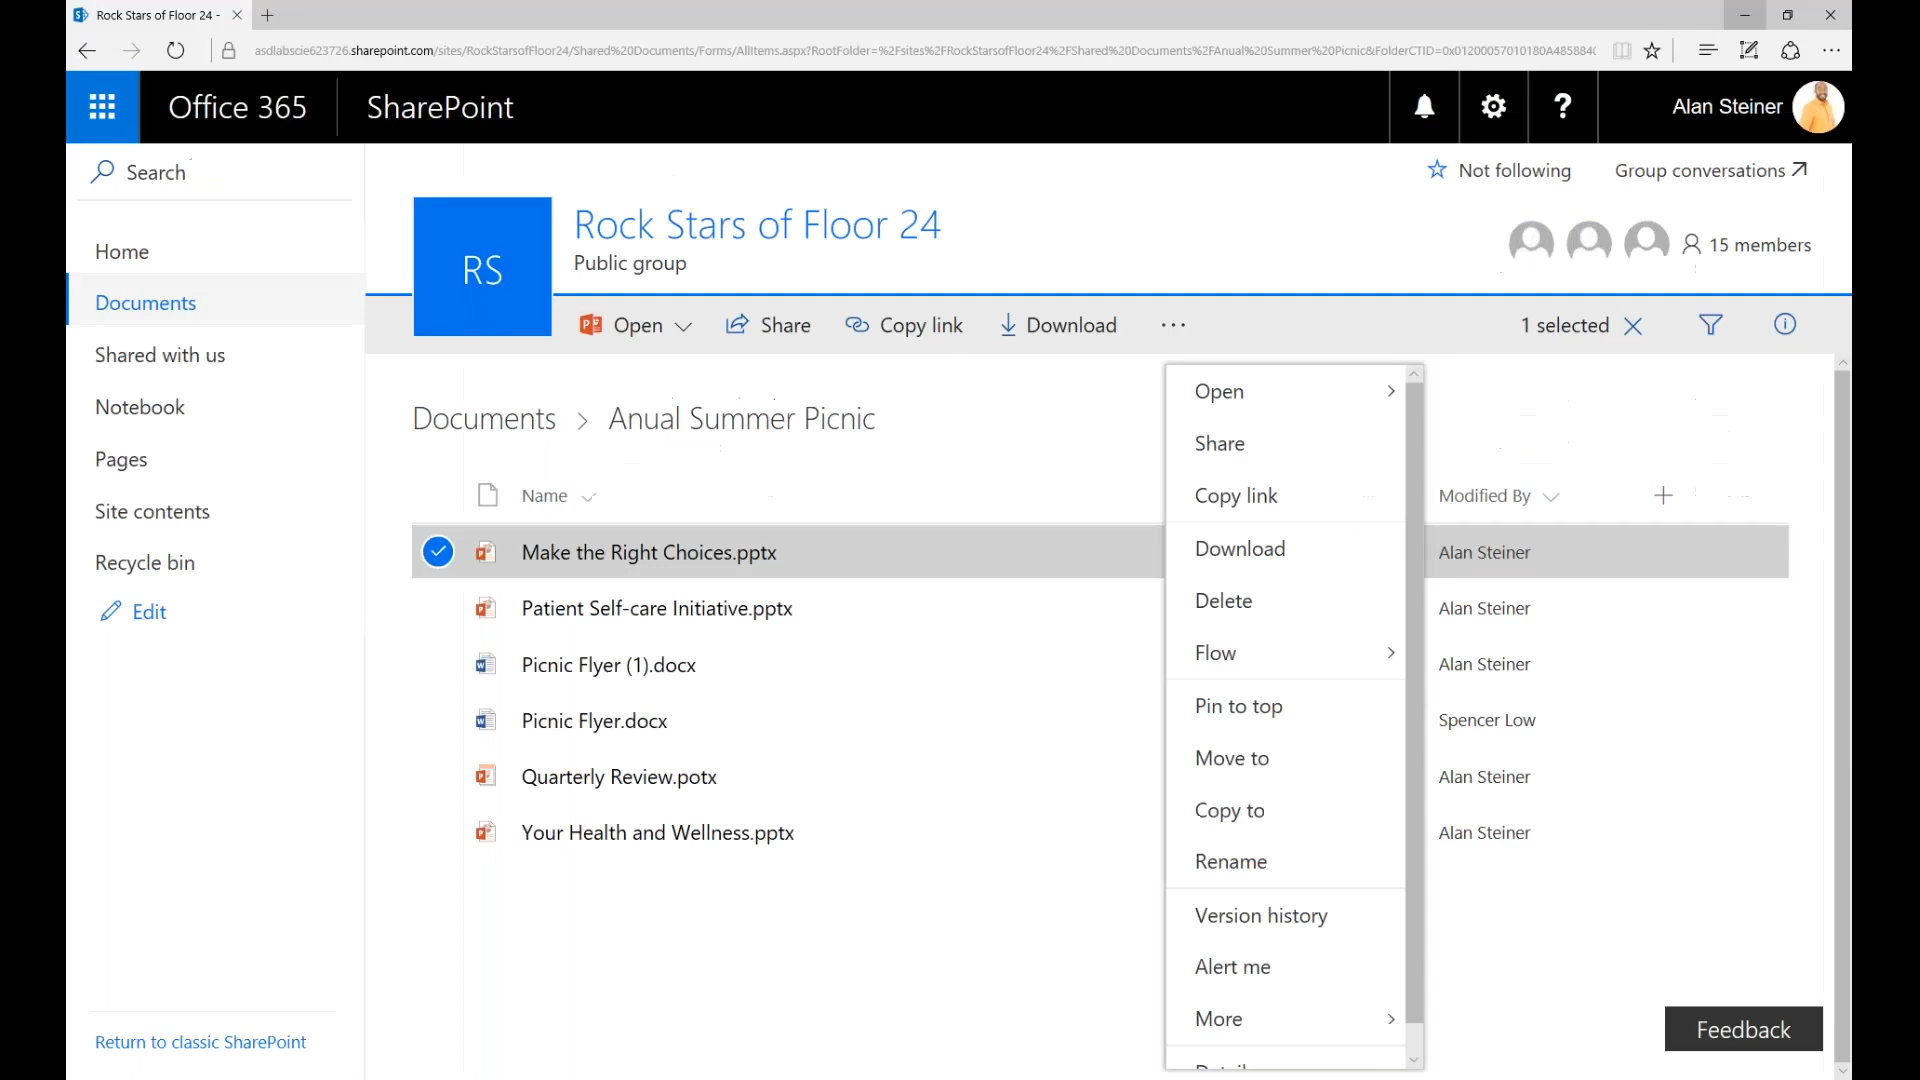 Rock Stars of Floor 24 -
asdlabscie623726.sharepoint.com/sites/RockStarsofFloor24/Shared%20Documents/Forms/AllItems.aspx?RootFolder=%2Fsites%2FRockStarsofFloor24%2FShared%20Documents%2FAnual%20Summer%20Picnic&FolderCTID=0x01200057010180A485884(
Office 365 SharePoint Alan Steiner
Search
Not following Group conversations
RS
Rock Stars of Floor 24
Public group
15 members
Home
Documents
Shared with us
Notebook
Pages
Site contents
Recycle bin
Edit
Return to classic SharePoint
Open Share Copy link Download ... 1 selected
Documents > Anual Summer Picnic
Name Modified By
Make the Right Choices.pptx Alan Steiner
Patient Self-care Initiative.pptx Alan Steiner
Picnic Flyer (1).docx Alan Steiner
Picnic Flyer.docx Spencer Low
Quarterly Review.potx Alan Steiner
Your Health and Wellness.pptx Alan Steiner
Open
Share
Copy link
Download
Delete
Flow
Pin to top
Move to
Copy to
Rename
Version history
Alert me
More
Feedback